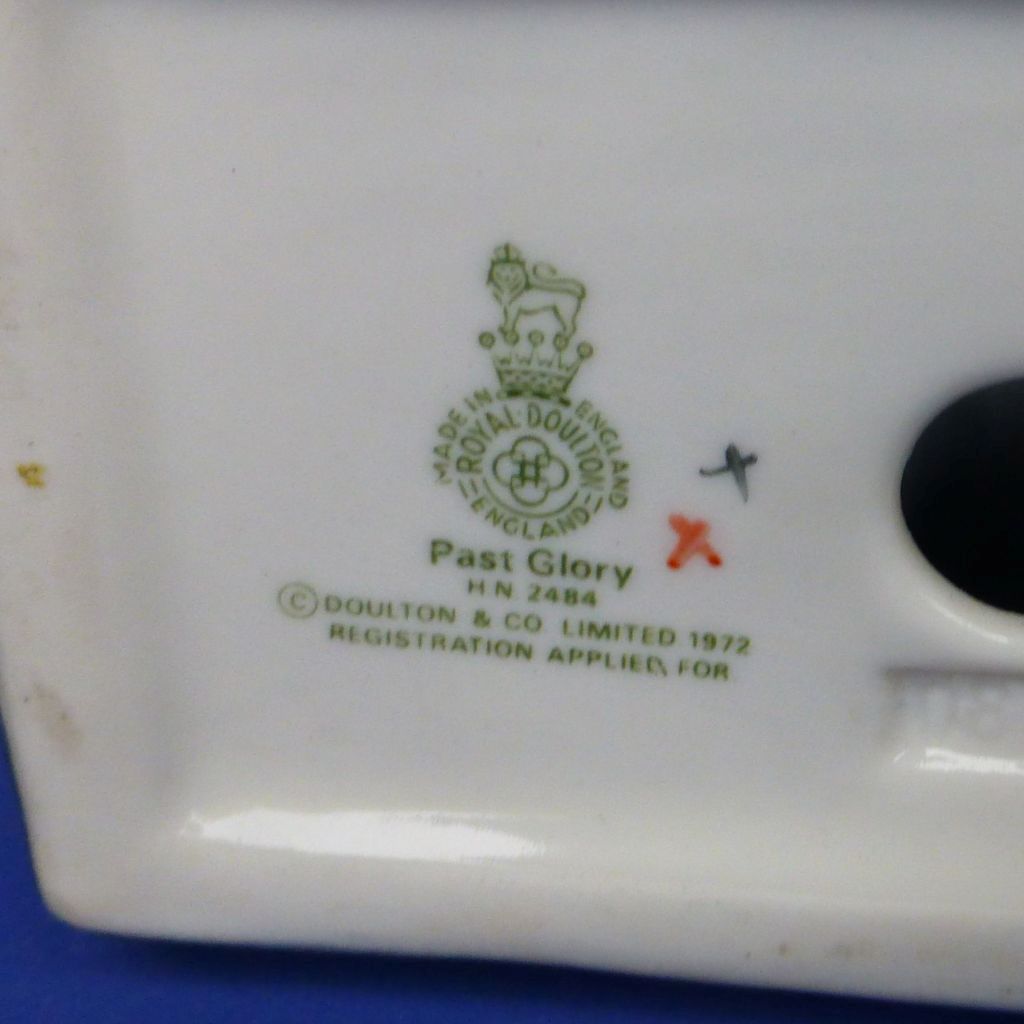 MADE IN ENGLAND
ROYAL DOULTON
ENGLAND
Past Glory
H N 2484
© DOULTON & CO LIMITED 1972
REGISTRATION APPLIED FOR